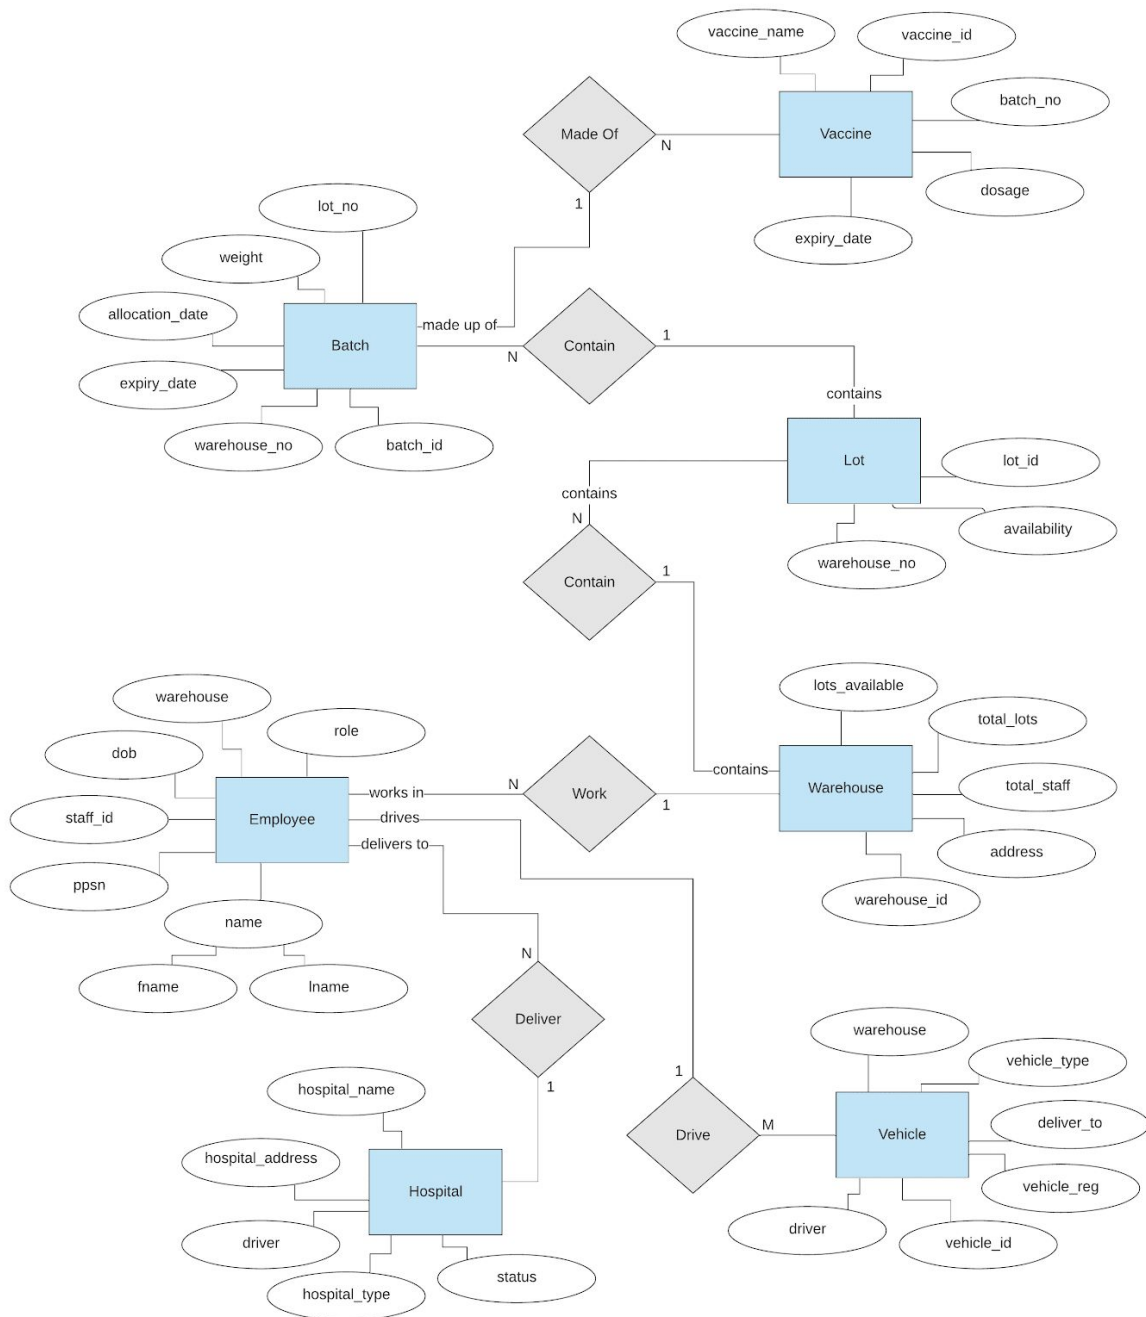 vaccine_name
vaccine_id
batch_no
Made Of
N
Vaccine
1
dosage
lot_no
expiry_date
weight
allocation_date
made up of
Batch
N
Contain
1
expiry_date
contains
warehouse_no
batch_id
Lot
lot_id
contains
N
availability
warehouse_no
Contain
1
lots_available
warehouse
total_lots
role
dob
contains
works in
N
Work
1
Warehouse
total_staff
staff_id
Employee
drives
delivers to
address
ppsn
warehouse_id
name
N
fname
lname
Deliver
warehouse
vehicle_type
1
1
hospital_name
M
Drive
Vehicle
deliver_to
hospital_address
Hospital
vehicle_reg
driver
driver
vehicle_id
status
hospital_type